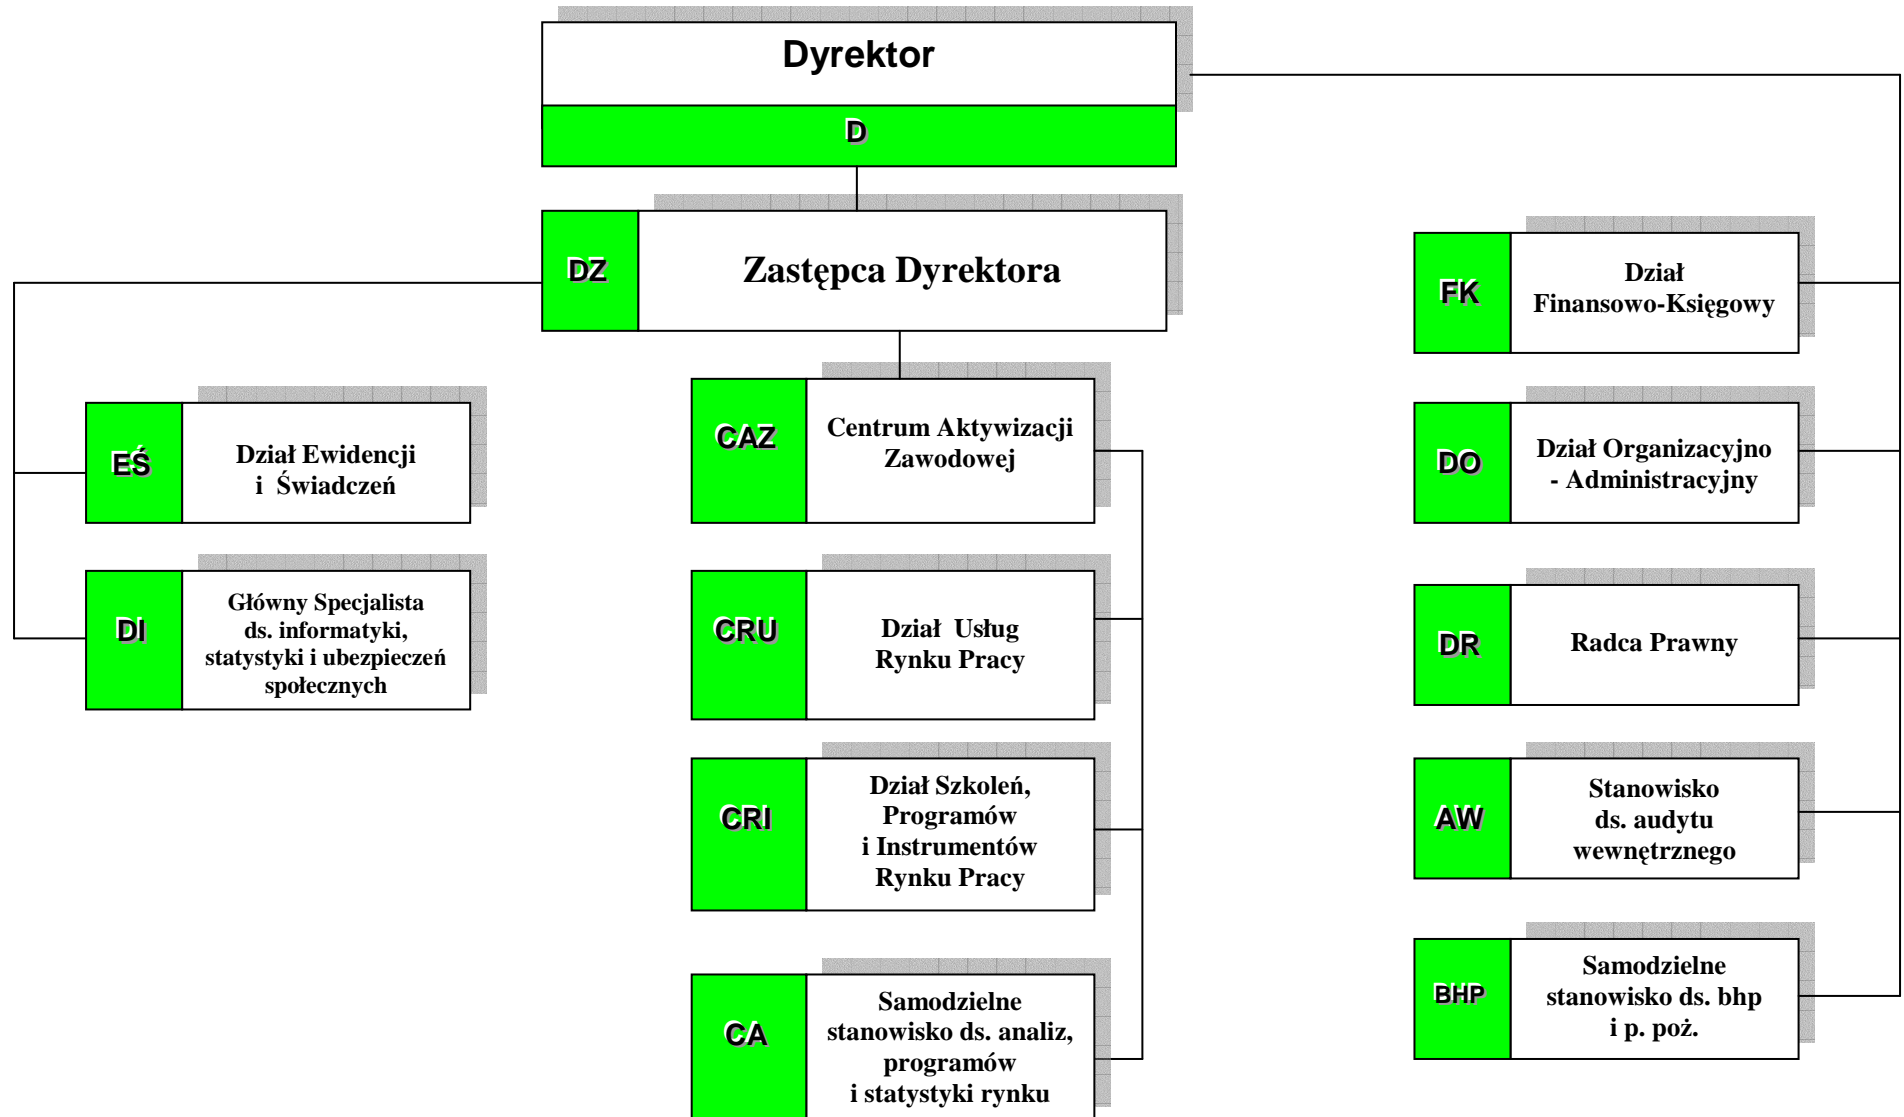 Dyrektor
D
DZ
Zastępca Dyrektora
EŚ
Dział Ewidencji
i Świadczeń
DI
Główny Specjalista
ds. informatyki,
statystyki i ubezpieczeń
społecznych
CAZ
Centrum Aktywizacji
Zawodowej
CRU
Dział Usług
Rynku Pracy
CRI
Dział Szkoleń,
Programów
i Instrumentów
Rynku Pracy
CA
Samodzielne
stanowisko ds. analiz,
programów
i statystyki rynku
FK
Dział
Finansowo-Księgowy
DO
Dział Organizacyjno
- Administracyjny
DR
Radca Prawny
AW
Stanowisko
ds. audytu
wewnętrznego
BHP
Samodzielne
stanowisko ds. bhp
i p. poż.